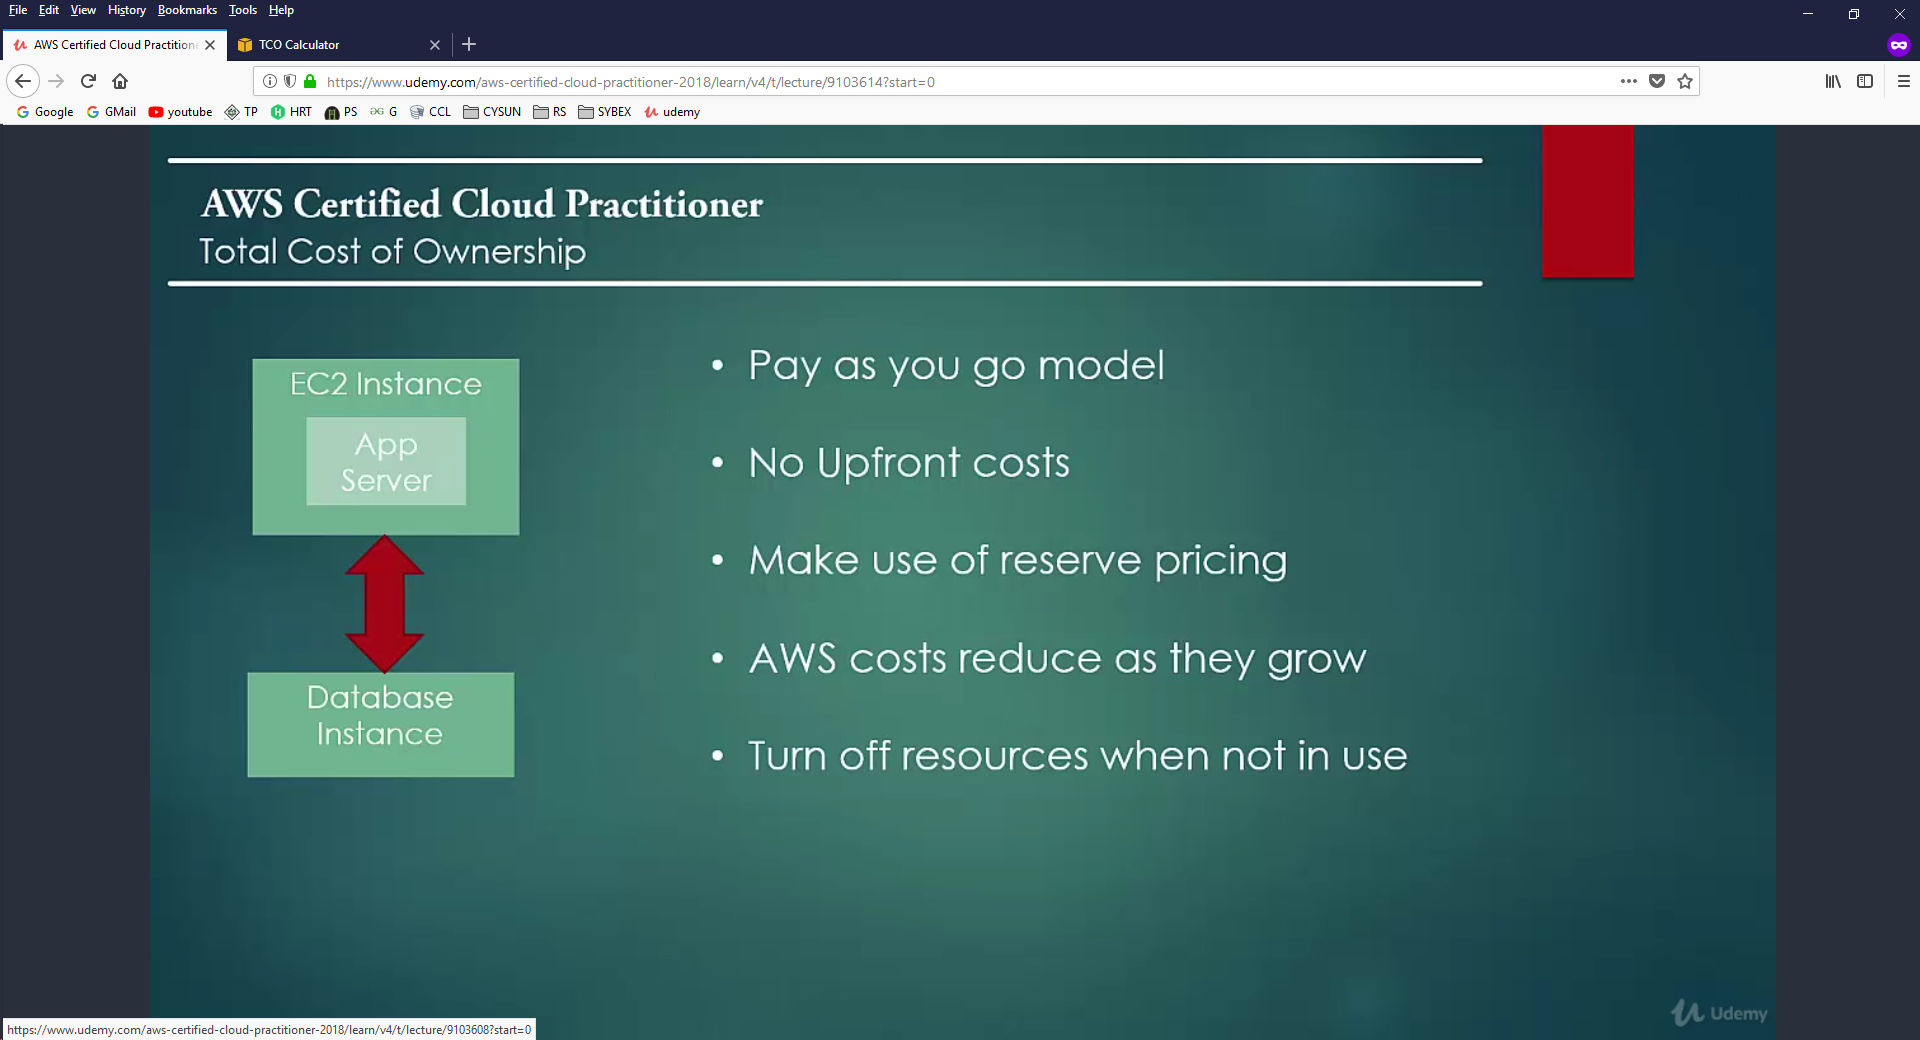 File Edit View History Bookmarks Tools Help
AWS Certified Cloud Practitione
TCO Calculator
https://www.udemy.com/aws-certified-cloud-practitioner-2018/learn/v4/t/lecture/9103614?start=0
Google GMail youtube TP HRT PS G CCL CYSUN RS SYBEX udemy
AWS Certified Cloud Practitioner
Total Cost of Ownership
EC2 Instance
App
Server
Database
Instance
• Pay as you go model
• No Upfront costs
• Make use of reserve pricing
• AWS costs reduce as they grow
• Turn off resources when not in use
Udemy
https://www.udemy.com/aws-certified-cloud-practitioner-2018/learn/v4/t/lecture/9103608?start=0